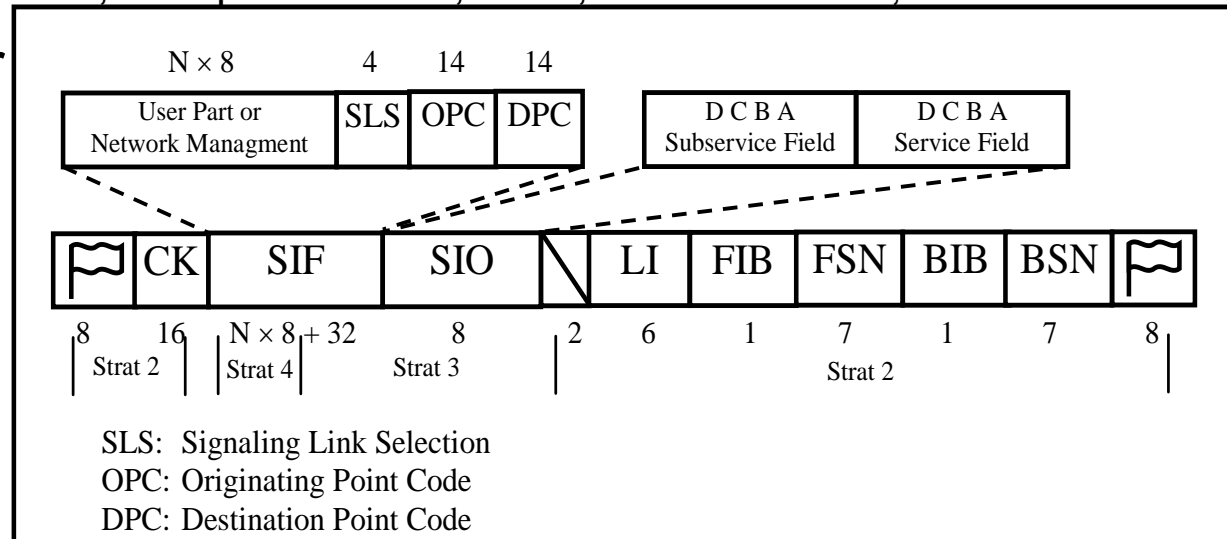 N × 8 4 14 14
User Part or
Network Managment
SLS OPC DPC
D C B A
Subservice Field
D C B A
Service Field
CK SIF SIO LI FIB FSN BIB BSN
8 16 N × 8 + 32 8 2 6 1 7 1 7 8
Strat 2 Strat 4 Strat 3 Strat 2
SLS: Signaling Link Selection
OPC: Originating Point Code
DPC: Destination Point Code